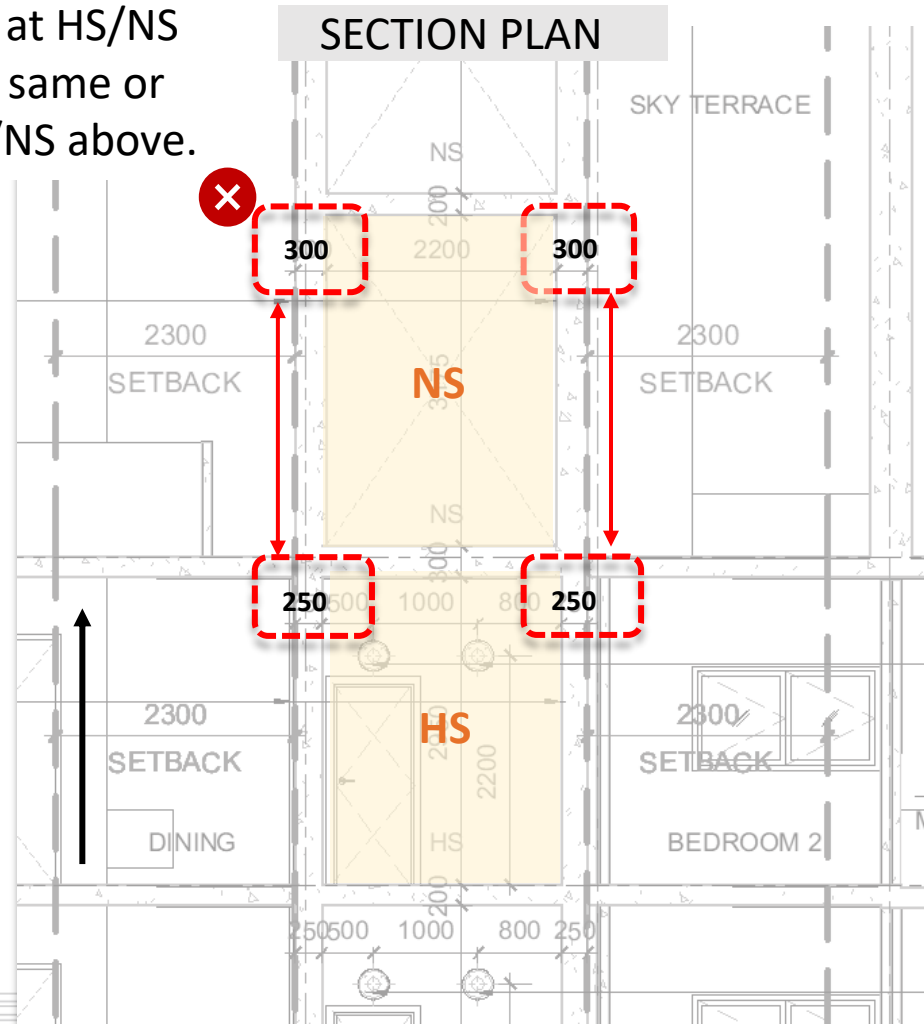 at HS/NS
same or
/NS above.
SECTION PLAN
SKY TERRACE
NS
200
300
2200
300
2300
2300
SETBACK
NS
SETBACK
NS
300
250
500
1000
800
250
2300
2300
HS
2200
SETBACK
SETBACK
DINING
HS
BEDROOM 2
200
250
500
1000
800
250